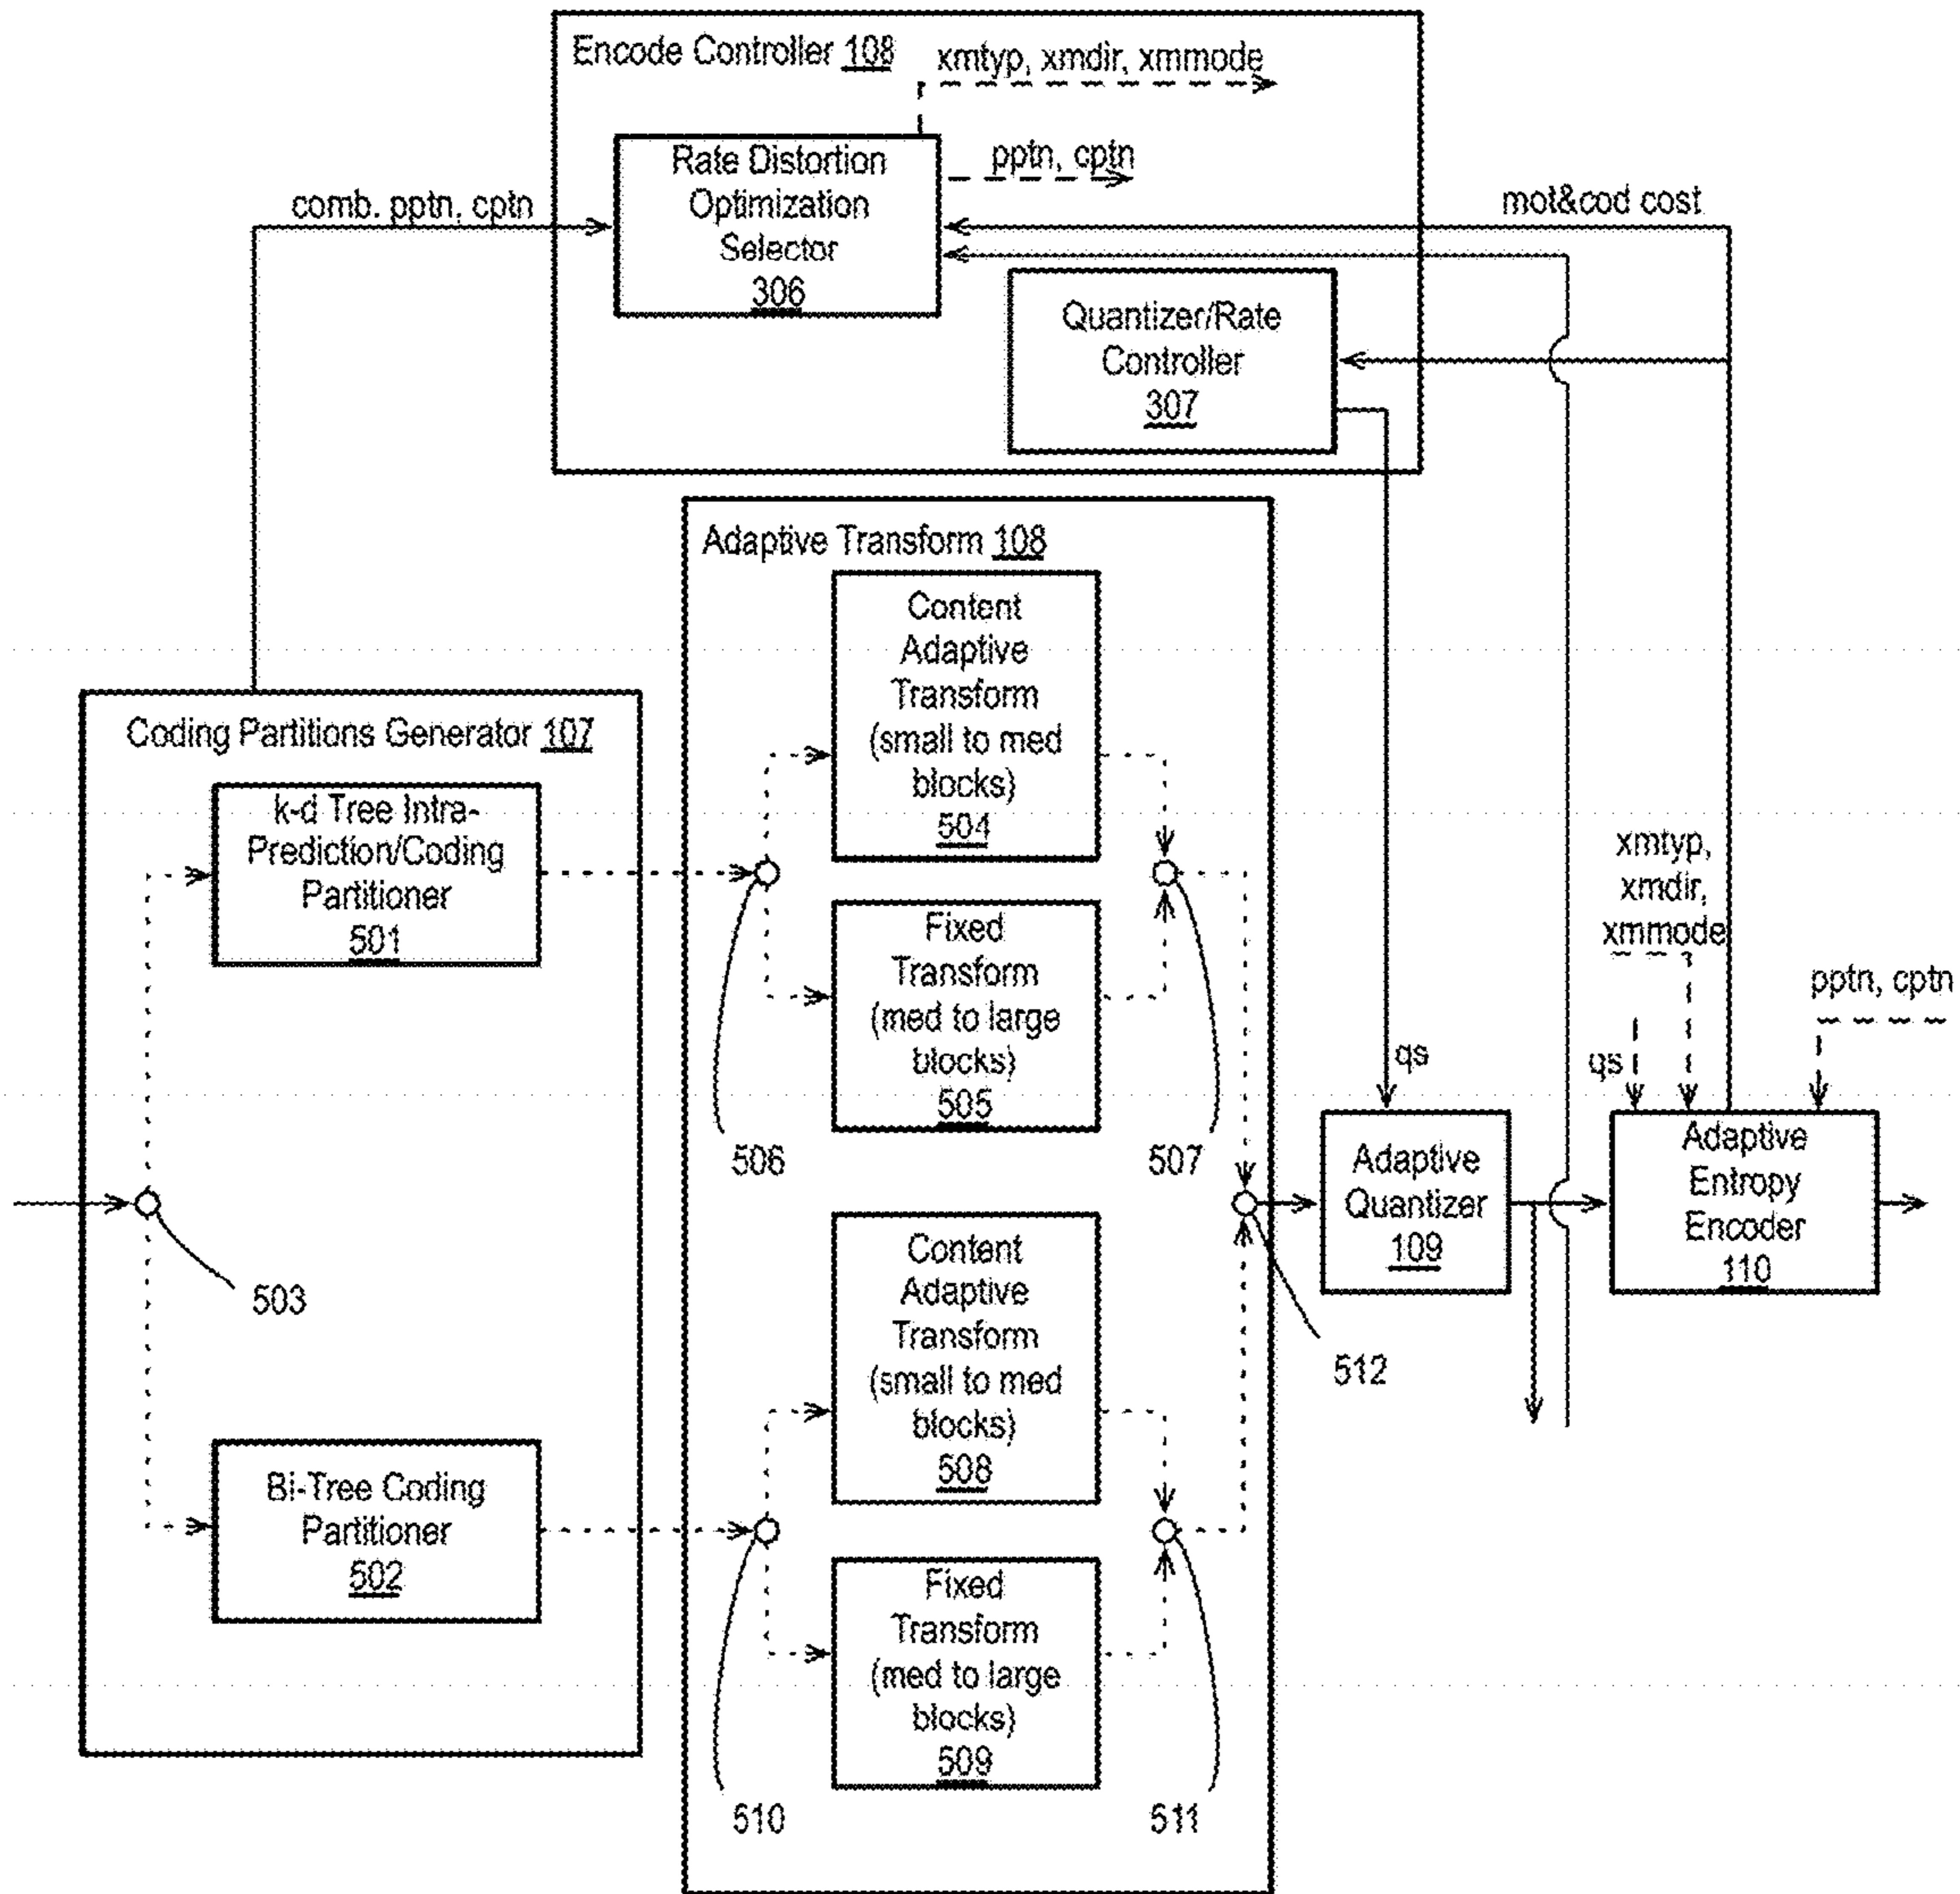 Encode Controller 108
xmtyp, xmdir, xmmode
Rate Distortion
Optimization
Selector
306
pptn, cptn
comb. pptn, cptn
mot&cod cost
Quantizer/Rate
Controller
307
Adaptive Transform 108
Content
Adaptive
Transform
(small to med
blocks)
504
Coding Partitions Generator 107
k-d Tree Intra-
Prediction/Coding
Partitioner
501
Fixed
Transform
(med to large
blocks)
505
xmtyp,
xmdir,
xmmode
pptn, cptn
qs
qs
506
507
Adaptive
Quantizer
109
Adaptive
Entropy
Encoder
110
503
Content
Adaptive
Transform
(small to med
blocks)
508
512
Bi-Tree Coding
Partitioner
502
Fixed
Transform
(med to large
blocks)
509
510
511